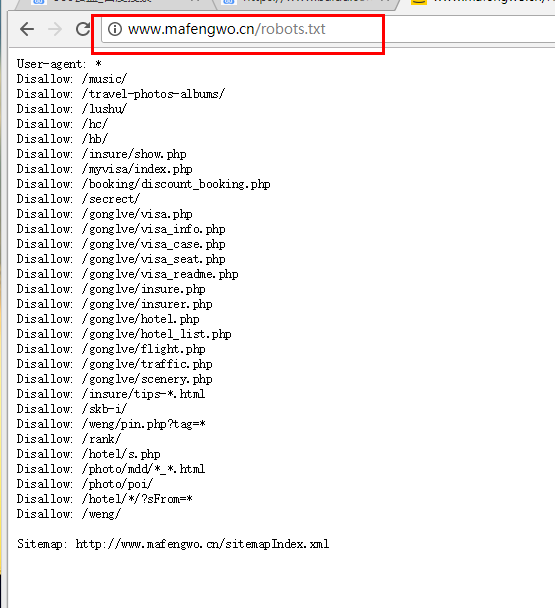 www.mafengwo.cn/robots.txt
User-agent: *
Disallow: /music/
Disallow: /travel-photos-albums/
Disallow: /lushu/
Disallow: /hc/
Disallow: /hb/
Disallow: /insure/show.php
Disallow: /myvisa/index.php
Disallow: /booking/discount_booking.php
Disallow: /secrect/
Disallow: /gonglve/visa.php
Disallow: /gonglve/visa_info.php
Disallow: /gonglve/visa_case.php
Disallow: /gonglve/visa_seat.php
Disallow: /gonglve/visa_readme.php
Disallow: /gonglve/insure.php
Disallow: /gonglve/insurer.php
Disallow: /gonglve/hotel.php
Disallow: /gonglve/hotel_list.php
Disallow: /gonglve/flight.php
Disallow: /gonglve/traffic.php
Disallow: /gonglve/scenery.php
Disallow: /insure/tips-*.html
Disallow: /skb-i/
Disallow: /weng/pin.php?tag=*
Disallow: /rank/
Disallow: /hotel/s.php
Disallow: /photo/mdd/*_*.html
Disallow: /photo/poi/
Disallow: /hotel/*/?sFrom=*
Disallow: /weng/
Sitemap: http://www.mafengwo.cn/sitemapIndex.xml